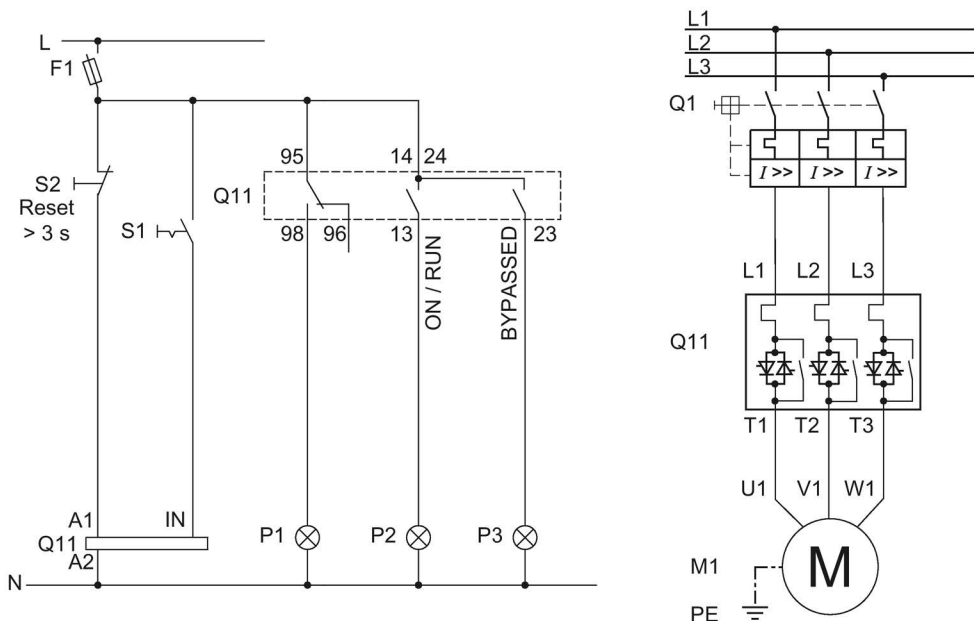 L
F1
S2
Reset
> 3 s
S1
95
14 24
Q11
98 96 13 23
ON / RUN
BYPASSED
A1 IN
Q11
A2
P1 P2 P3
N
L1
L2
L3
Q1
I >> I >> I >>
L1 L2 L3
Q11
T1 T2 T3
U1 V1 W1
M1
M
PE